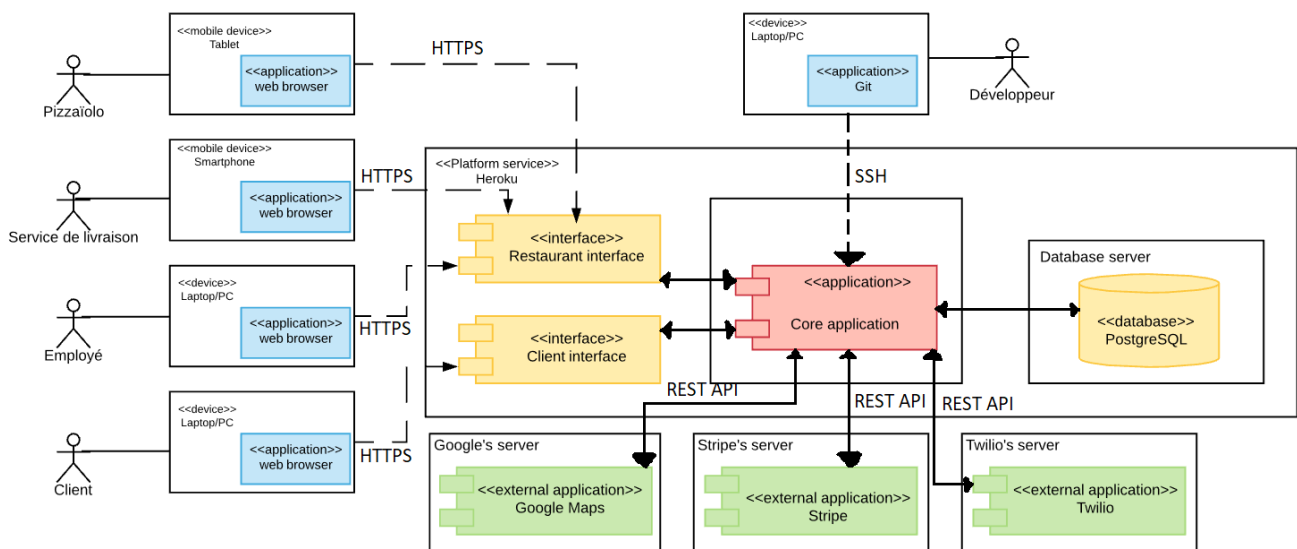 <<mobile device>>
Tablet
<<application>>
web browser
Pizzaïolo
HTTPS
<<device>>
Laptop/PC
<<application>>
Git
Développeur
<<mobile device>>
Smartphone
<<application>>
web browser
Service de livraison
HTTPS
<<Platform service>>
Heroku
SSH
<<interface>>
Restaurant interface
<<device>>
Laptop/PC
<<application>>
web browser
Employé
HTTPS
<<interface>>
Client interface
<<application>>
Core application
Database server
<<database>>
PostgreSQL
<<device>>
Laptop/PC
<<application>>
web browser
Client
HTTPS
REST API
REST API
REST API
Google's server
<<external application>>
Google Maps
Stripe's server
<<external application>>
Stripe
Twilio's server
<<external application>>
Twilio